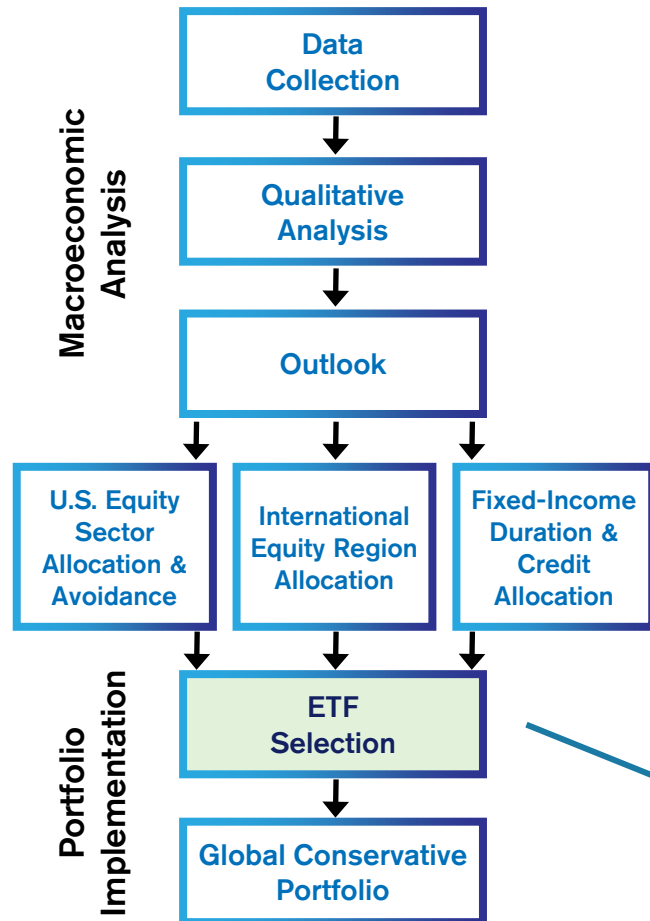 Data
Collection
Macroeconomic
Analysis
Qualitative
Analysis
Outlook
U.S. Equity
Sector
Allocation &
Avoidance
International
Equity Region
Allocation
Fixed-Income
Duration &
Credit
Allocation
Portfolio
Implementation
ETF
Selection
Global Conservative
Portfolio